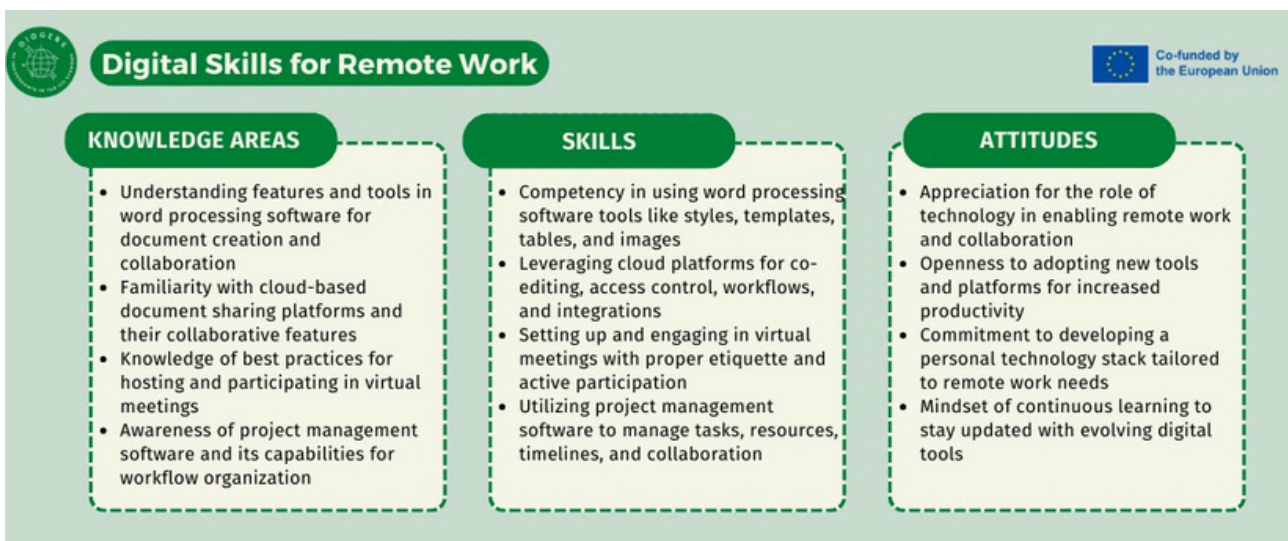 DIOGENS
Digital Skills for Remote Work
Co-funded by
the European Union
KNOWLEDGE AREAS
• Understanding features and tools in
word processing software for
document creation and
collaboration
• Familiarity with cloud-based
document sharing platforms and
their collaborative features
• Knowledge of best practices for
hosting and participating in virtual
meetings
• Awareness of project management
software and its capabilities for
workflow organization
SKILLS
• Competency in using word processing
software tools like styles, templates,
tables, and images
• Leveraging cloud platforms for co-
editing, access control, workflows,
and integrations
• Setting up and engaging in virtual
meetings with proper etiquette and
active participation
• Utilizing project management
software to manage tasks, resources,
timelines, and collaboration
ATTITUDES
• Appreciation for the role of
technology in enabling remote work
and collaboration
• Openness to adopting new tools
and platforms for increased
productivity
• Commitment to developing a
personal technology stack tailored
to remote work needs
• Mindset of continuous learning to
stay updated with evolving digital
tools